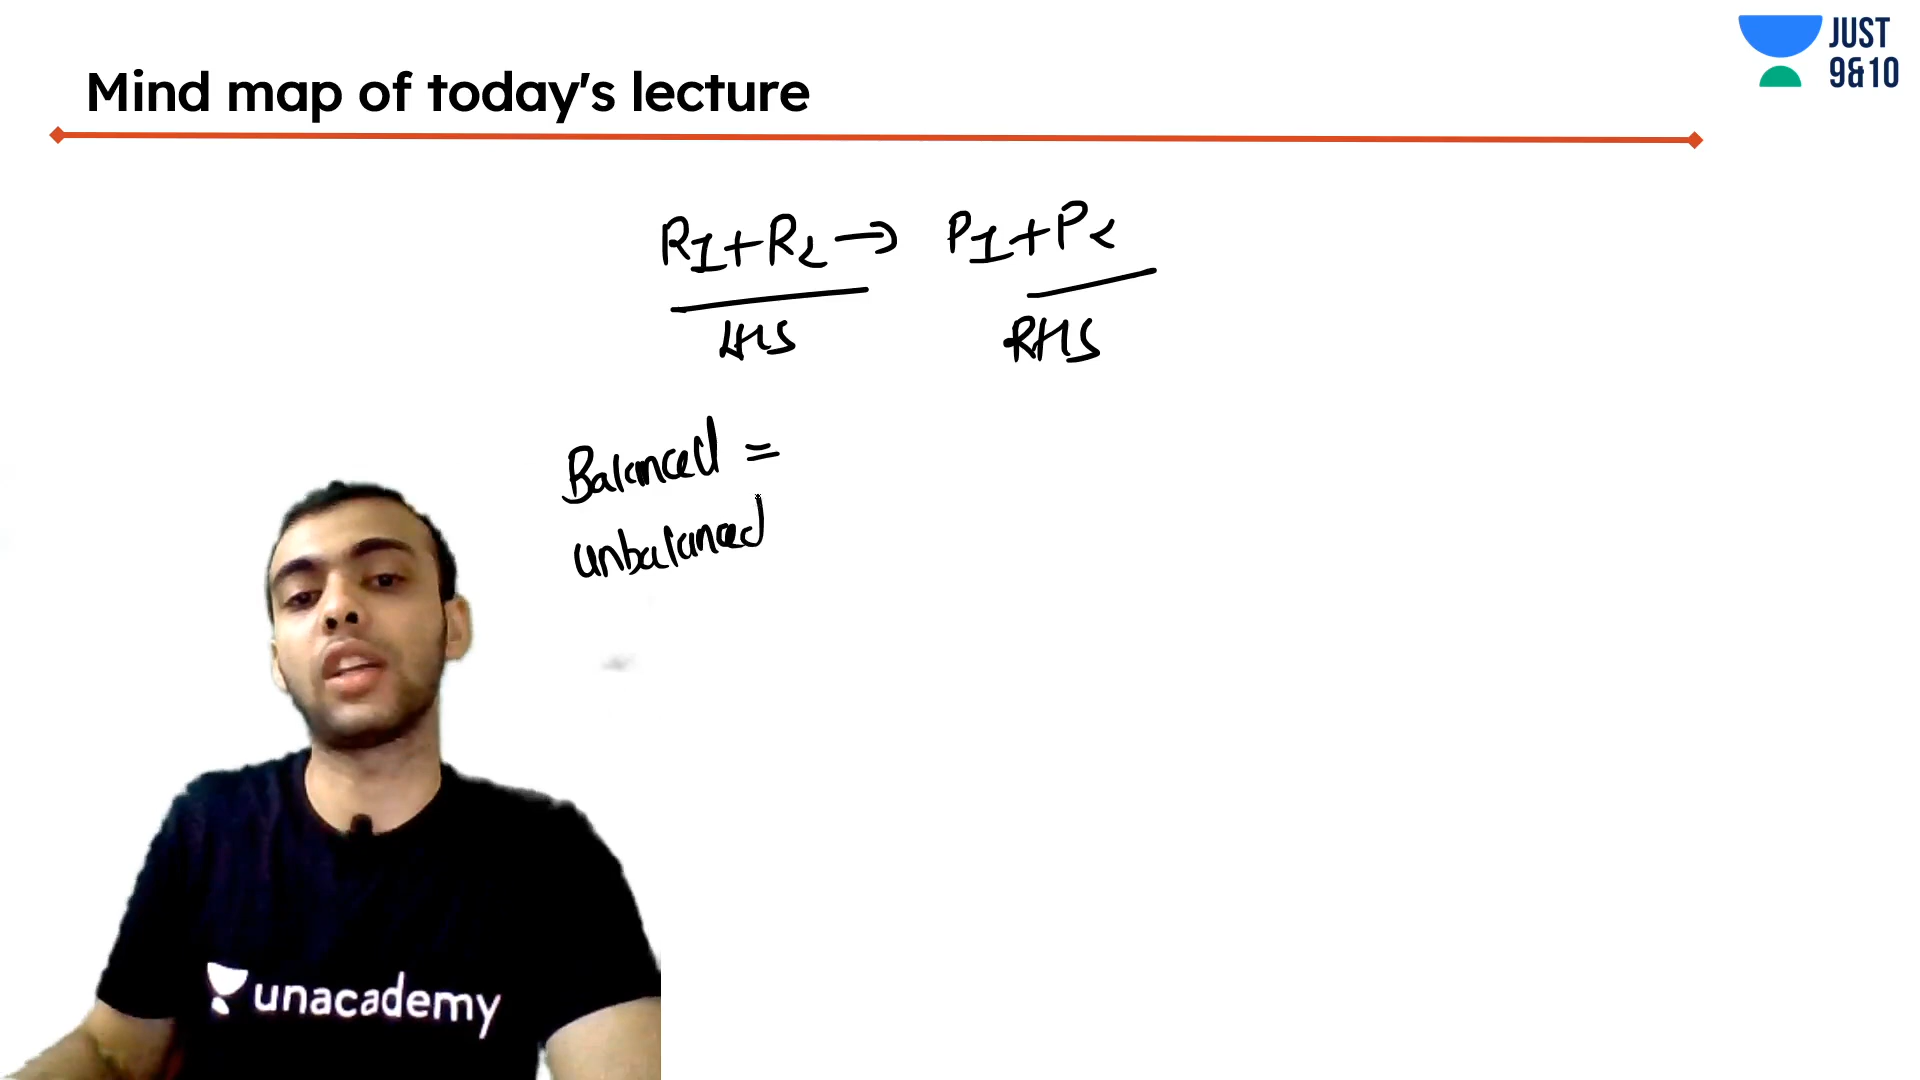 Mind map of today's lecture
JUST
9&10
R1+R2→ P1+P2
LHS RHS
Balanced =
unbalanced
unacademy